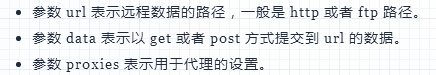 • 参数 url 表示远程数据的路径，一般是 http 或者 ftp 路径。
• 参数 data 表示以 get 或者 post 方式提交到 url 的数据。
• 参数 proxies 表示用于代理的设置。